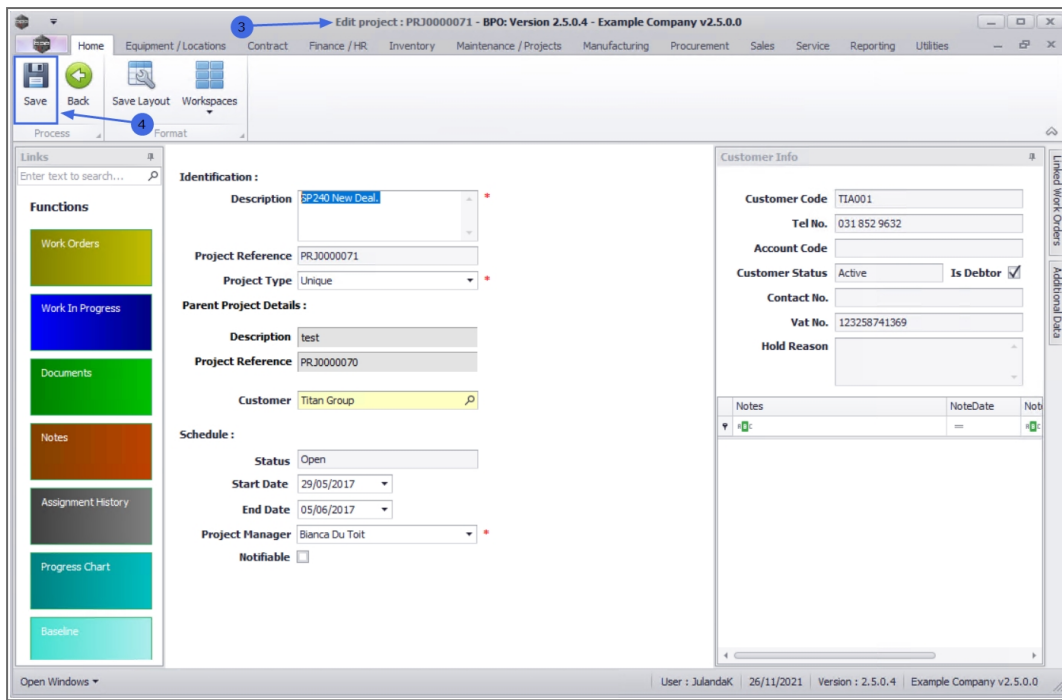 3
Edit project : PRJ0000071 - BPO: Version 2.5.0.4 - Example Company v2.5.0.0
Home Equipment / Locations Contract Finance / HR Inventory Maintenance / Projects Manufacturing Procurement Sales Service Reporting Utilities
Save Back Save Layout Workspaces
4
Process Format
Links
Enter text to search...
Functions
Work Orders
Work In Progress
Documents
Notes
Assignment History
Progress Chart
Baseline
Identification :
Description SP240 New Deal. *
Project Reference PRJ0000071
Project Type Unique *
Parent Project Details :
Description test
Project Reference PRJ0000070
Customer Titan Group
Schedule :
Status Open
Start Date 29/05/2017
End Date 05/06/2017
Project Manager Bianca Du Toit *
Notifiable
Customer Info
Customer Code TIA001
Tel No. 031 852 9632
Account Code
Customer Status Active Is Debtor
Contact No.
Vat No. 123258741369
Hold Reason
Notes NoteDate Not
Linked Work Orders
Additional Data
Open Windows User : JulandaK 26/11/2021 Version : 2.5.0.4 Example Company v2.5.0.0